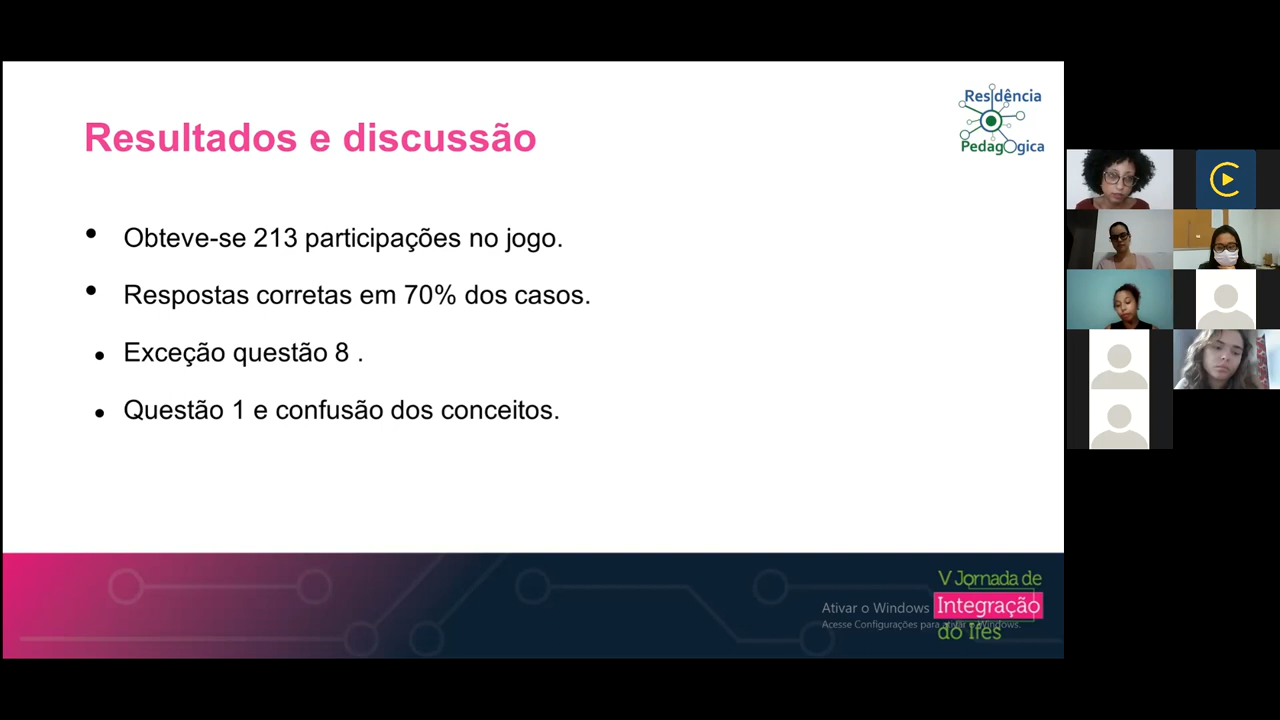 Resultados e discussão
Residência
Pedagógica
• Obteve-se 213 participações no jogo.
• Respostas corretas em 70% dos casos.
• Exceção questão 8 .
• Questão 1 e confusão dos conceitos.
V Jornada de
Integração
do Ifes
Ativar o Windows
Acesse Configurações para ativar o Windows.